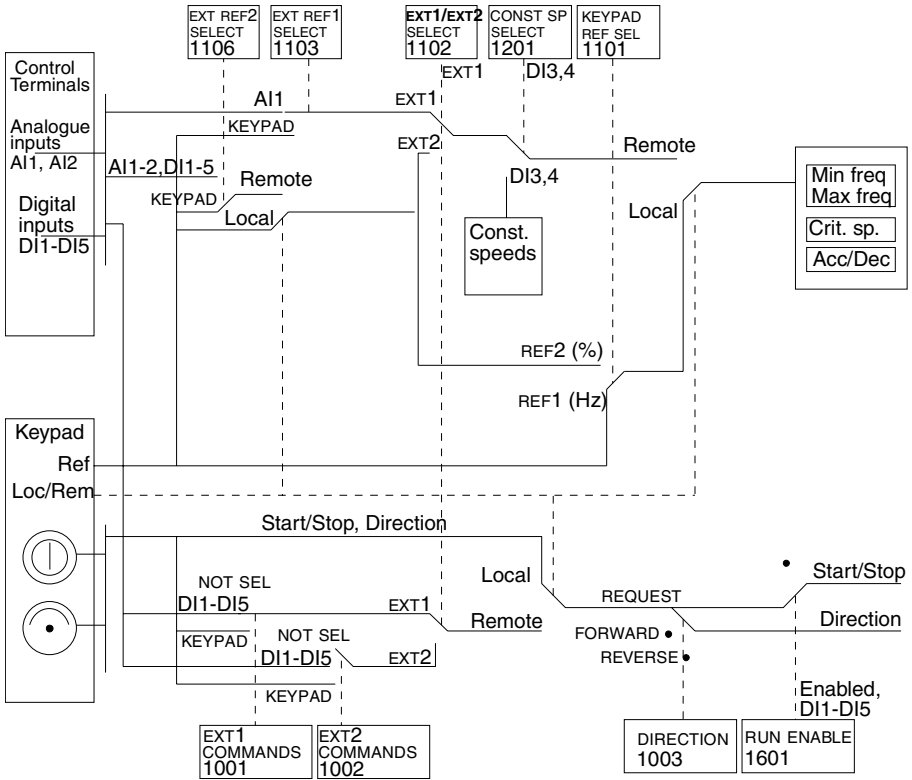 EXT REF2
SELECT
1106
EXT REF1
SELECT
1103
EXT1/EXT2
SELECT
1102
CONST SP
SELECT
1201
KEYPAD
REF SEL
1101
EXT1
DI3,4
Control
Terminals
Analogue
inputs
AI1, AI2
Digital
inputs
DI1-DI5
AI1
EXT1
KEYPAD
EXT2
Remote
AI1-2,DI1-5
Remote
KEYPAD
Local
DI3,4
Const.
speeds
Local
Min freq
Max freq
Crit. sp.
Acc/Dec
REF2 (%)
REF1 (Hz)
Keypad
Ref
Loc/Rem
Start/Stop, Direction
Local
Start/Stop
NOT SEL
DI1-DI5
EXT1
REQUEST
Remote
Direction
KEYPAD
NOT SEL
DI1-DI5
EXT2
FORWARD
REVERSE
KEYPAD
Enabled,
DI1-DI5
EXT1
COMMANDS
1001
EXT2
COMMANDS
1002
DIRECTION
1003
RUN ENABLE
1601